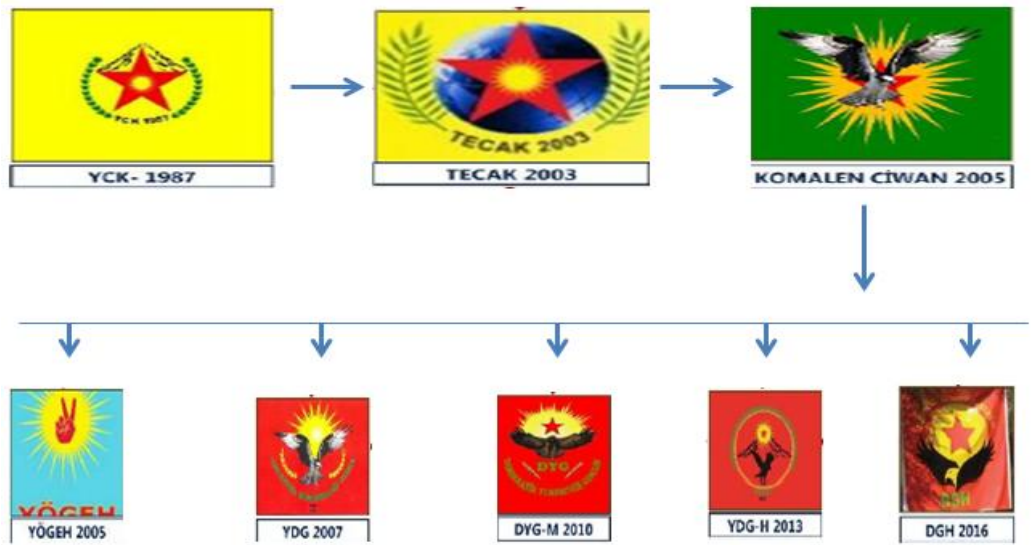 YCK 1987
YCK- 1987
TECAK 2003
TECAK 2003
KOMALEN CİWAN 2005
YÖGEH
YÖGEH 2005
YDG 2007
DYG
DYG-M 2010
YDG-H 2013
DGH
DGH 2016